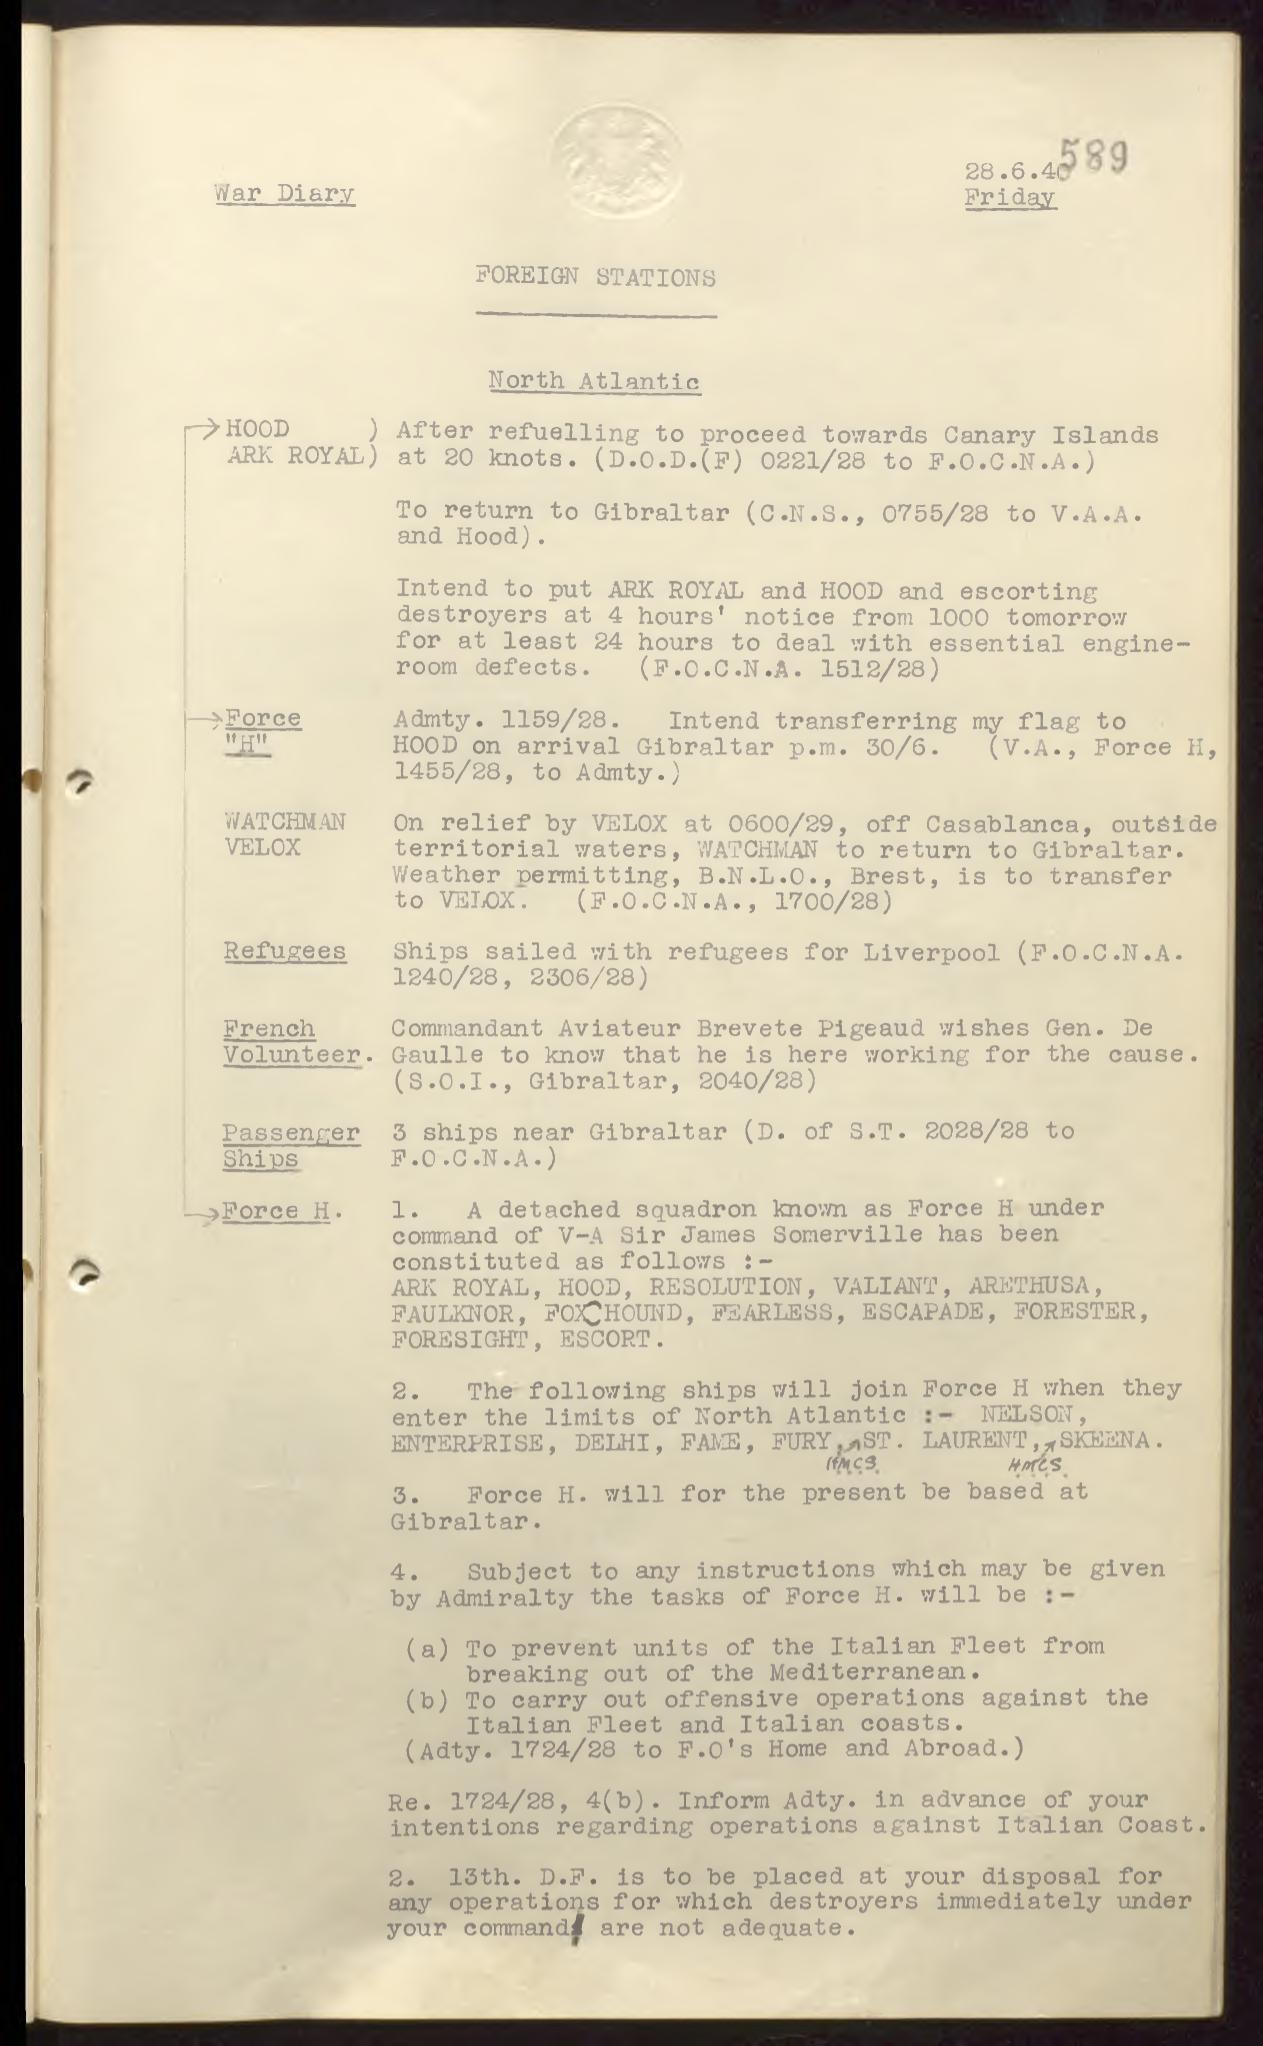 589
28.6.40
War Diary
Friday
FOREIGN STATIONS
North Atlantic
HOOD ) After refuelling to proceed towards Canary Islands
ARK ROYAL) at 20 knots. (D.O.D.(F) 0221/28 to F.O.C.N.A.)
To return to Gibraltar (C.N.S., 0755/28 to V.A.A.
and Hood).
Intend to put ARK ROYAL and HOOD and escorting
destroyers at 4 hours' notice from 1000 tomorrow
for at least 24 hours to deal with essential engine-
room defects. (F.O.C.N.A. 1512/28)
Force Admty. 1159/28. Intend transferring my flag to
"H" HOOD on arrival Gibraltar p.m. 30/6. (V.A., Force H,
1455/28, to Admty.)
WATCHMAN On relief by VELOX at 0600/29, off Casablanca, outside
VELOX territorial waters, WATCHMAN to return to Gibraltar.
Weather permitting, B.N.L.O., Brest, is to transfer
to VELOX. (F.O.C.N.A., 1700/28)
Refugees Ships sailed with refugees for Liverpool (F.O.C.N.A.
1240/28, 2306/28)
French Commandant Aviateur Brevete Pigeaud wishes Gen. De
Volunteer. Gaulle to know that he is here working for the cause.
(S.O.I., Gibraltar, 2040/28)
Passenger 3 ships near Gibraltar (D. of S.T. 2028/28 to
Ships F.O.C.N.A.)
Force H. 1. A detached squadron known as Force H under
command of V-A Sir James Somerville has been
constituted as follows :-
ARK ROYAL, HOOD, RESOLUTION, VALIANT, ARETHUSA,
FAULKNOR, FOXHOUND, FEARLESS, ESCAPADE, FORESTER,
FORESIGHT, ESCORT.
2. The following ships will join Force H when they
enter the limits of North Atlantic :- NELSON,
ENTERPRISE, DELHI, FAME, FURY, ST. LAURENT, SKEENA.
HMCS HMCS
3. Force H. will for the present be based at
Gibraltar.
4. Subject to any instructions which may be given
by Admiralty the tasks of Force H. will be :-
(a) To prevent units of the Italian Fleet from
breaking out of the Mediterranean.
(b) To carry out offensive operations against the
Italian Fleet and Italian coasts.
(Adty. 1724/28 to F.O's Home and Abroad.)
Re. 1724/28, 4(b). Inform Adty. in advance of your
intentions regarding operations against Italian Coast.
2. 13th. D.F. is to be placed at your disposal for
any operations for which destroyers immediately under
your command are not adequate.